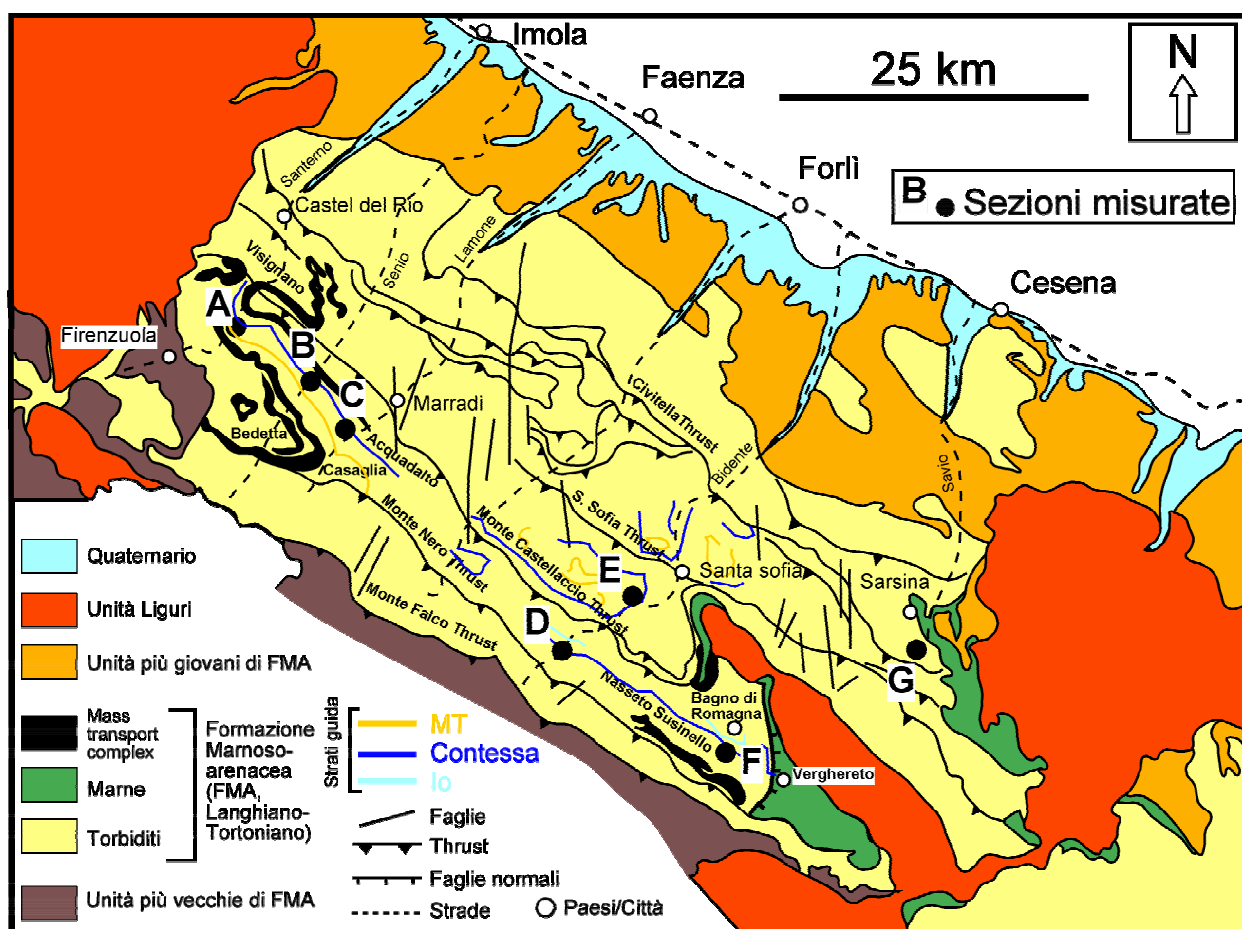 Imola
Faenza
25 km
N
Forlì
B
Sezioni misurate
Cesena
Santerno
Castel del Rio
Senio
Lamone
Visignano
A
Firenzuola
B
C
Marradi
Bedetta
Casaglia
Acquadalto
Civitella Thrust
Bidente
Savio
S. Sofia Thrust
Monte Nero Thrust
Monte Castellaccio Thrust
Monte Falco Thrust
E
Santa sofia
Sarsina
D
G
Nasseto Susinello
Bagno di
Romagna
F
Verghereto
Quaternario
Unità Liguri
Unità più giovani di FMA
Mass
transport
complex
Marne
Torbiditi
Formazione
Marnoso-
arenacea
(FMA,
Langhiano-
Tortoniano)
Unità più vecchie di FMA
Strati guida
MT
Contessa
Io
Faglie
Thrust
Faglie normali
Strade
Paesi/Città